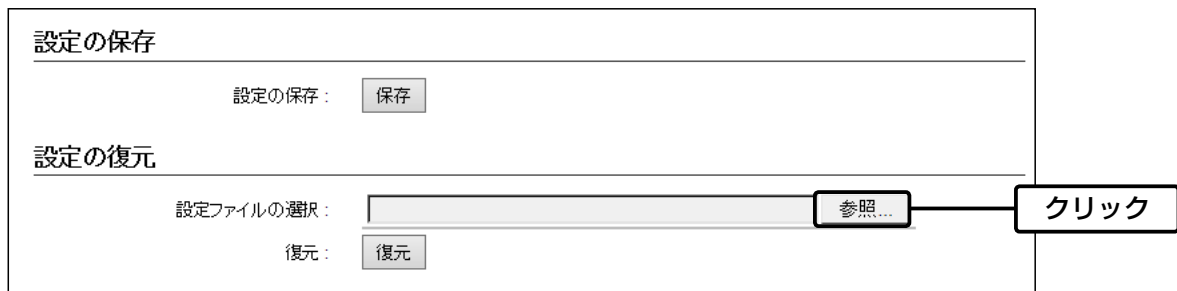 設定の保存
設定の保存： 保存
設定の復元
設定ファイルの選択： 参照... クリック
復元： 復元